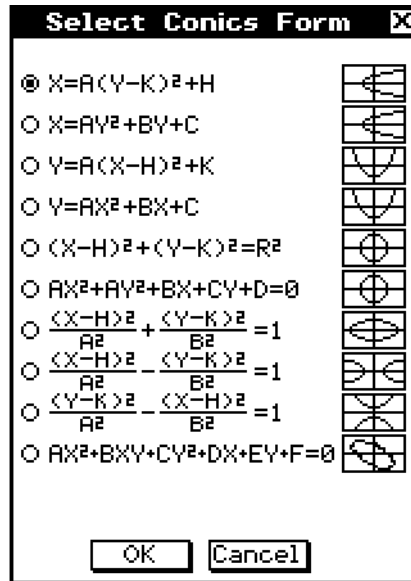 Select Conics Form
X=A(Y-K)²+H
X=AY²+BY+C
Y=A(X-H)²+K
Y=AX²+BX+C
(X-H)²+(Y-K)²=R²
AX²+AY²+BX+CY+D=0
(X-H)²/A² + (Y-K)²/B² =1
(X-H)²/A² - (Y-K)²/B² =1
(Y-K)²/A² - (X-H)²/B² =1
AX²+BXY+CY²+DX+EY+F=0
OK Cancel